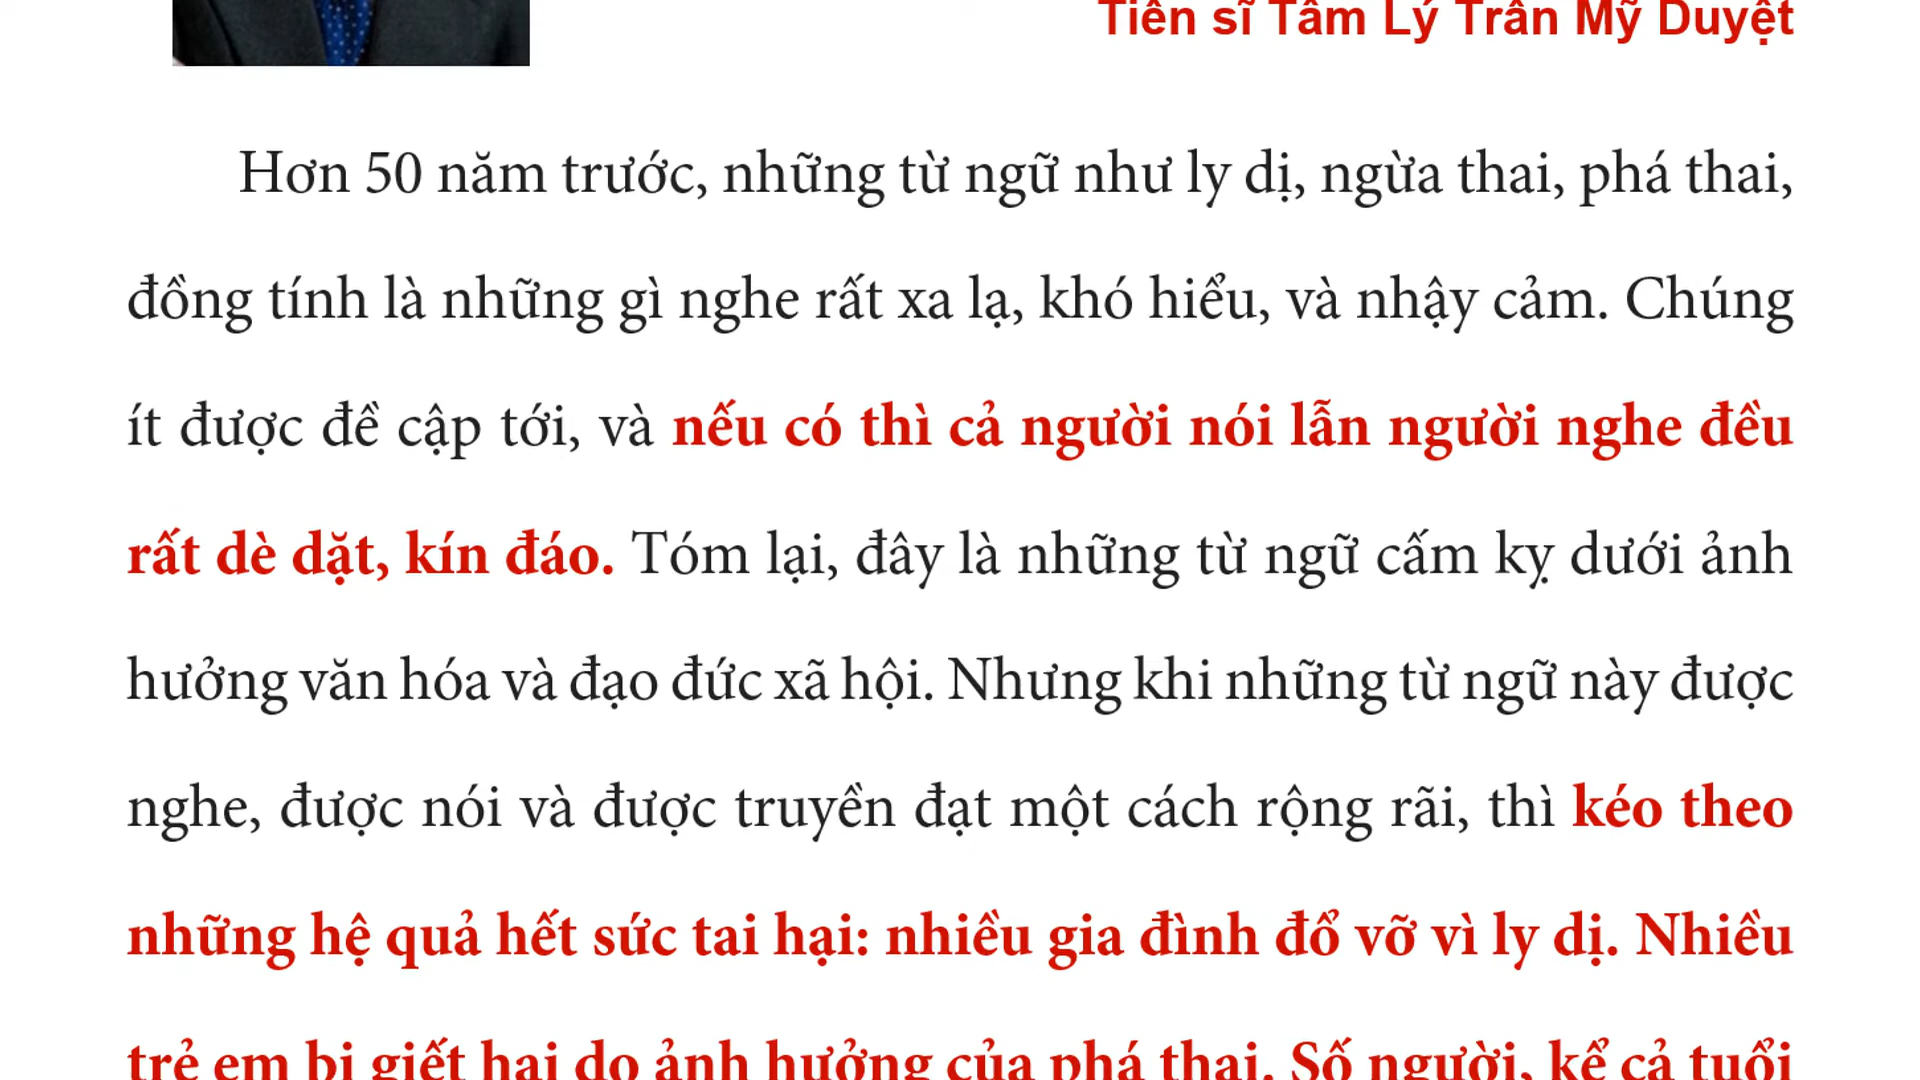 Tiến sĩ Tâm Lý Trần Mỹ Duyệt
Hơn 50 năm trước, những từ ngữ như ly dị, ngừa thai, phá thai,
đồng tính là những gì nghe rất xa lạ, khó hiểu, và nhậy cảm. Chúng
ít được đề cập tới, và nếu có thì cả người nói lẫn người nghe đều
rất dè dặt, kín đáo. Tóm lại, đây là những từ ngữ cấm kỵ dưới ảnh
hưởng văn hóa và đạo đức xã hội. Nhưng khi những từ ngữ này được
nghe, được nói và được truyền đạt một cách rộng rãi, thì kéo theo
những hệ quả hết sức tai hại: nhiều gia đình đổ vỡ vì ly dị. Nhiều
trẻ em bị giết hại do ảnh hưởng của phá thai. Số người, kể cả tuổi